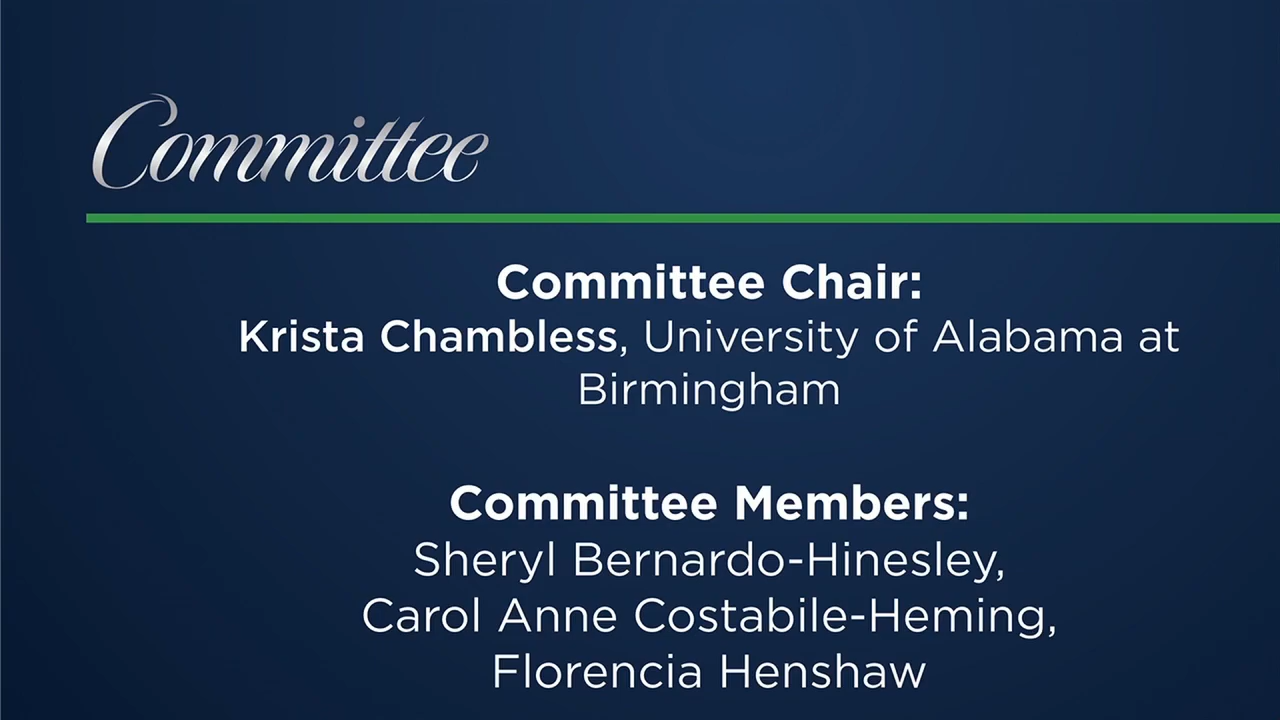 Committee
Committee Chair:
Krista Chambless, University of Alabama at
Birmingham
Committee Members:
Sheryl Bernardo-Hinesley,
Carol Anne Costabile-Heming,
Florencia Henshaw